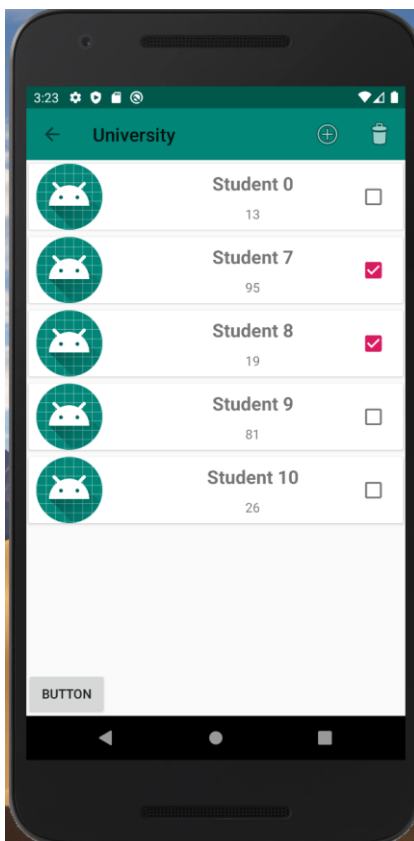 3:23
University
Student 0
13
Student 7
95
Student 8
19
Student 9
81
Student 10
26
BUTTON